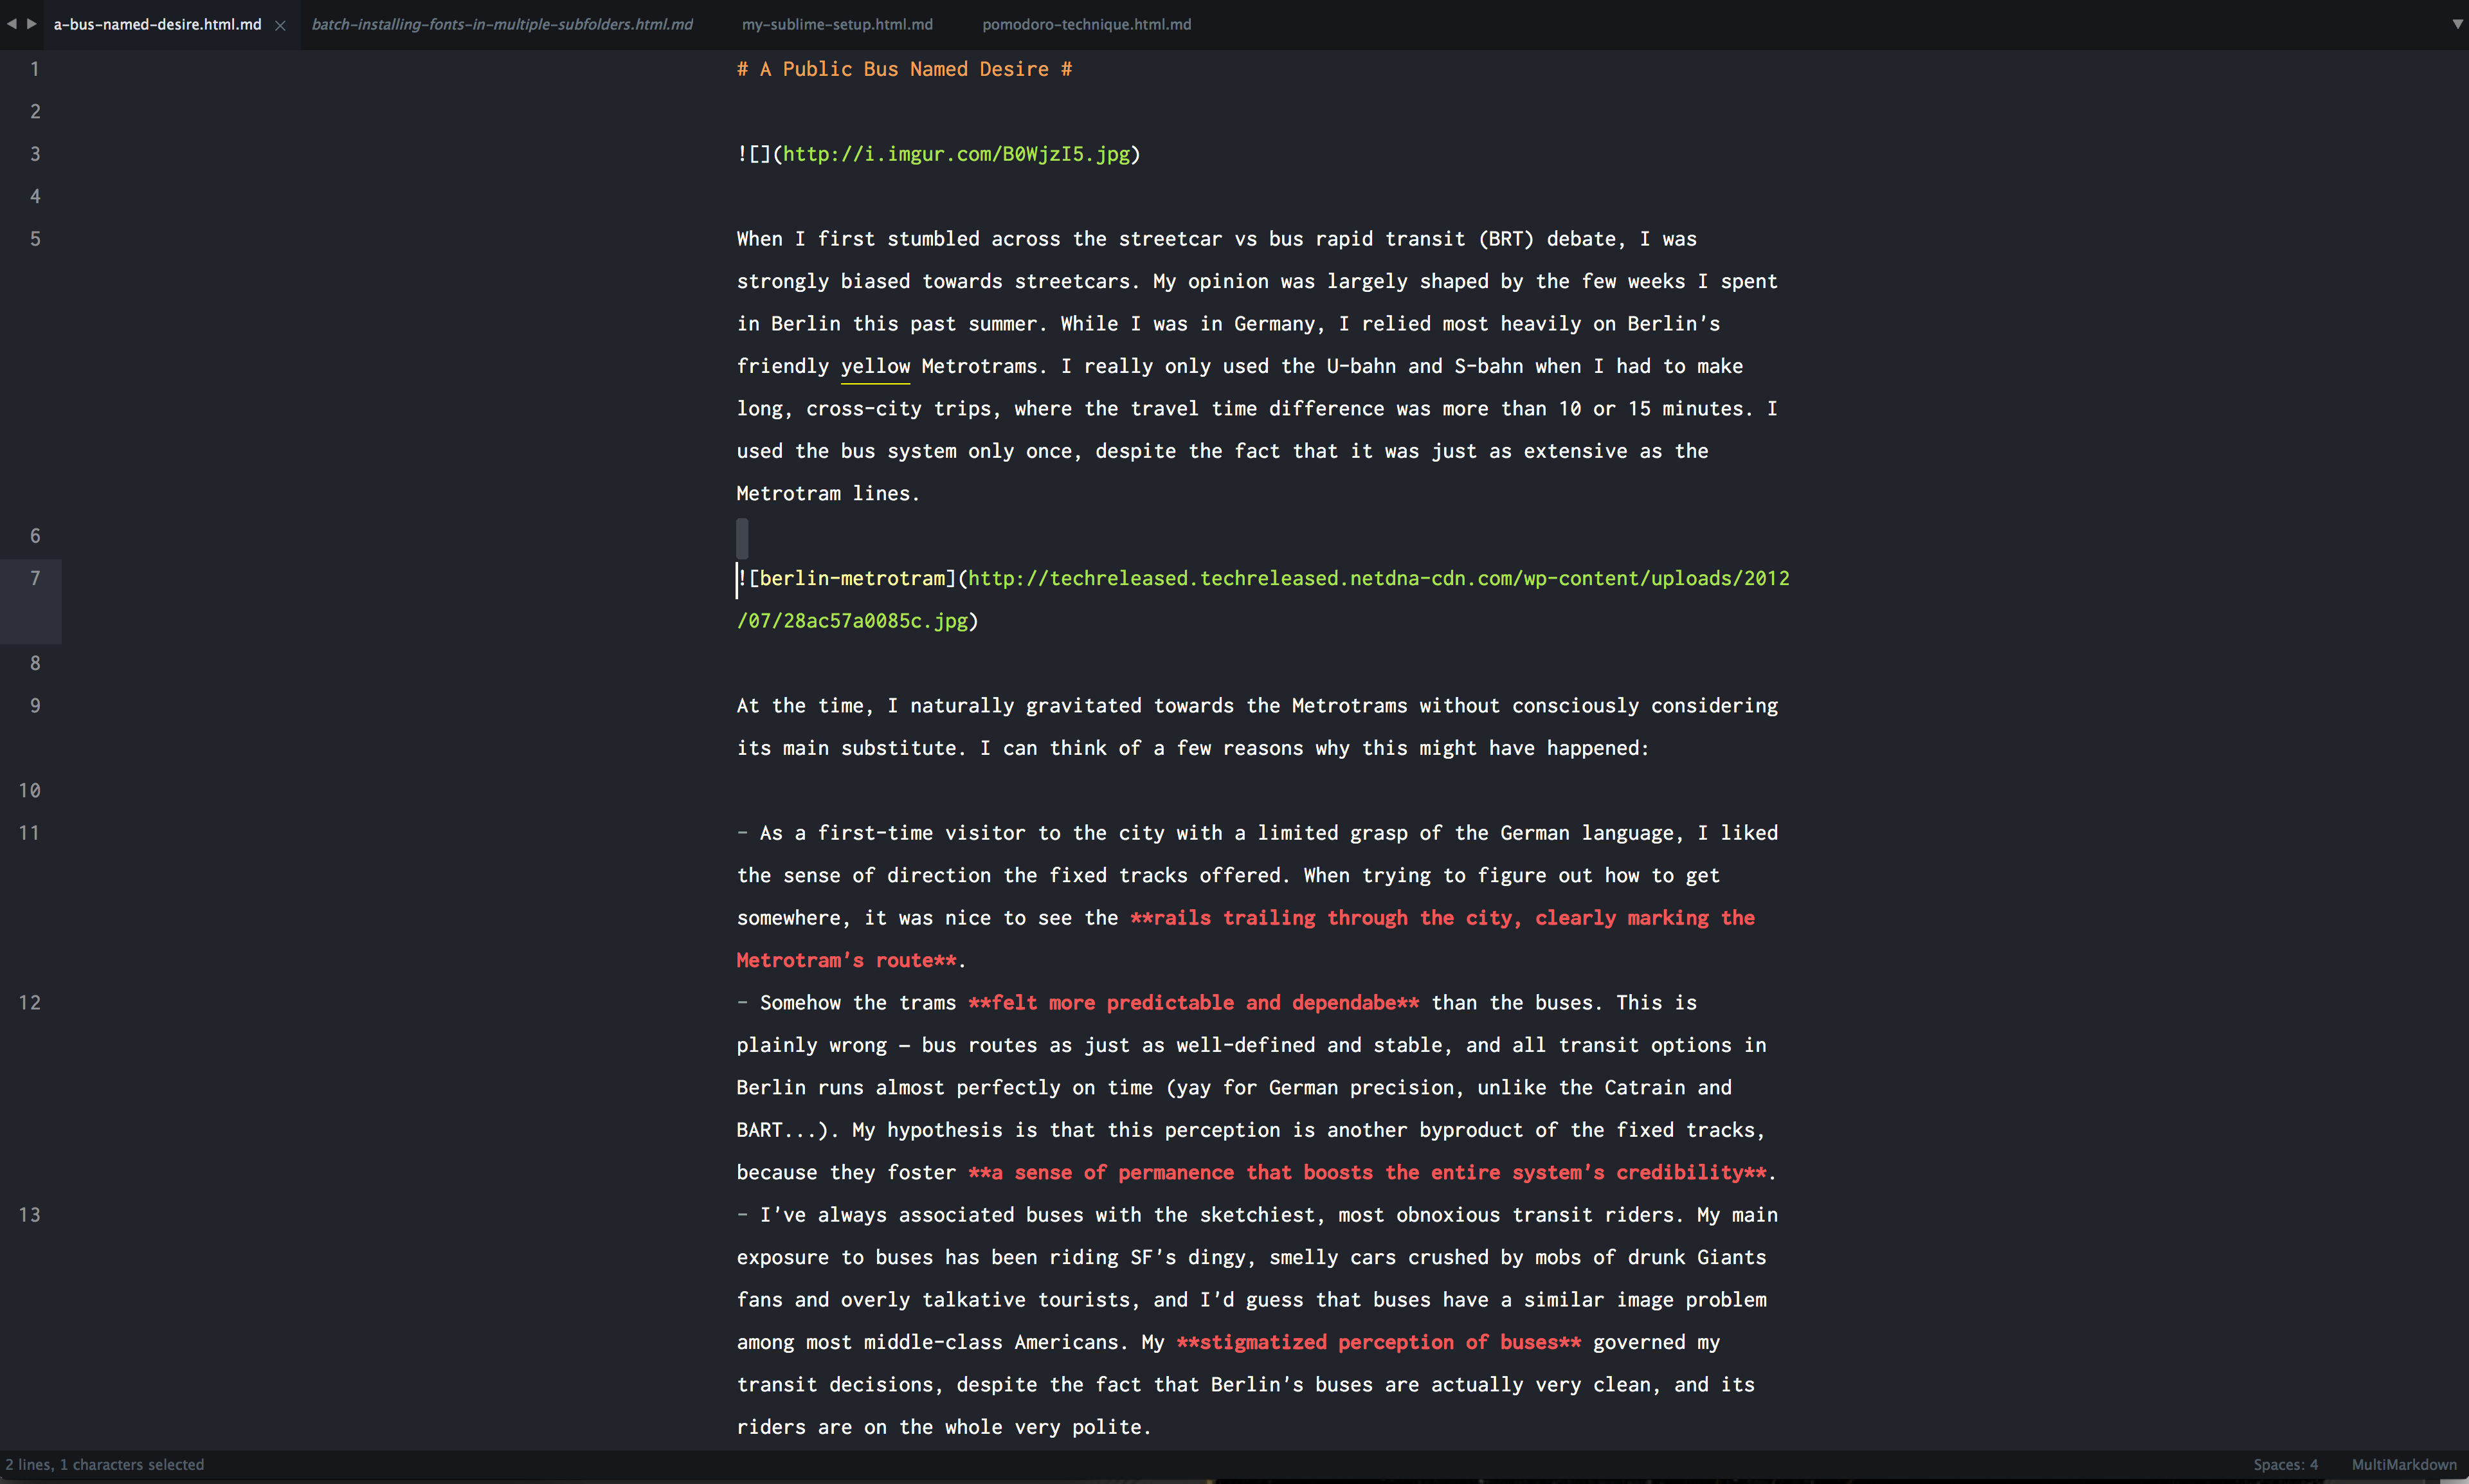 a-bus-named-desire.html.md batch-installing-fonts-in-multiple-subfolders.html.md my-sublime-setup.html.md pomodoro-technique.html.md
1 # A Public Bus Named Desire #
2
3 ![](http://i.imgur.com/B0WjzI5.jpg)
4
5 When I first stumbled across the streetcar vs bus rapid transit (BRT) debate, I was
strongly biased towards streetcars. My opinion was largely shaped by the few weeks I spent
in Berlin this past summer. While I was in Germany, I relied most heavily on Berlin's
friendly yellow Metrotrams. I really only used the U-bahn and S-bahn when I had to make
long, cross-city trips, where the travel time difference was more than 10 or 15 minutes. I
used the bus system only once, despite the fact that it was just as extensive as the
Metrotram lines.
6
7 ![berlin-metrotram](http://techreleased.techreleased.netdna-cdn.com/wp-content/uploads/2012
/07/28ac57a0085c.jpg)
8
9 At the time, I naturally gravitated towards the Metrotrams without consciously considering
its main substitute. I can think of a few reasons why this might have happened:
10
11 - As a first-time visitor to the city with a limited grasp of the German language, I liked
the sense of direction the fixed tracks offered. When trying to figure out how to get
somewhere, it was nice to see the **rails trailing through the city, clearly marking the
Metrotram's route**.
12 - Somehow the trams **felt more predictable and dependabe** than the buses. This is
plainly wrong — bus routes as just as well-defined and stable, and all transit options in
Berlin runs almost perfectly on time (yay for German precision, unlike the Catrain and
BART...). My hypothesis is that this perception is another byproduct of the fixed tracks,
because they foster **a sense of permanence that boosts the entire system's credibility**.
13 - I've always associated buses with the sketchiest, most obnoxious transit riders. My main
exposure to buses has been riding SF's dingy, smelly cars crushed by mobs of drunk Giants
fans and overly talkative tourists, and I'd guess that buses have a similar image problem
among most middle-class Americans. My **stigmatized perception of buses** governed my
transit decisions, despite the fact that Berlin's buses are actually very clean, and its
riders are on the whole very polite.
2 lines, 1 characters selected Spaces: 4 MultiMarkdown